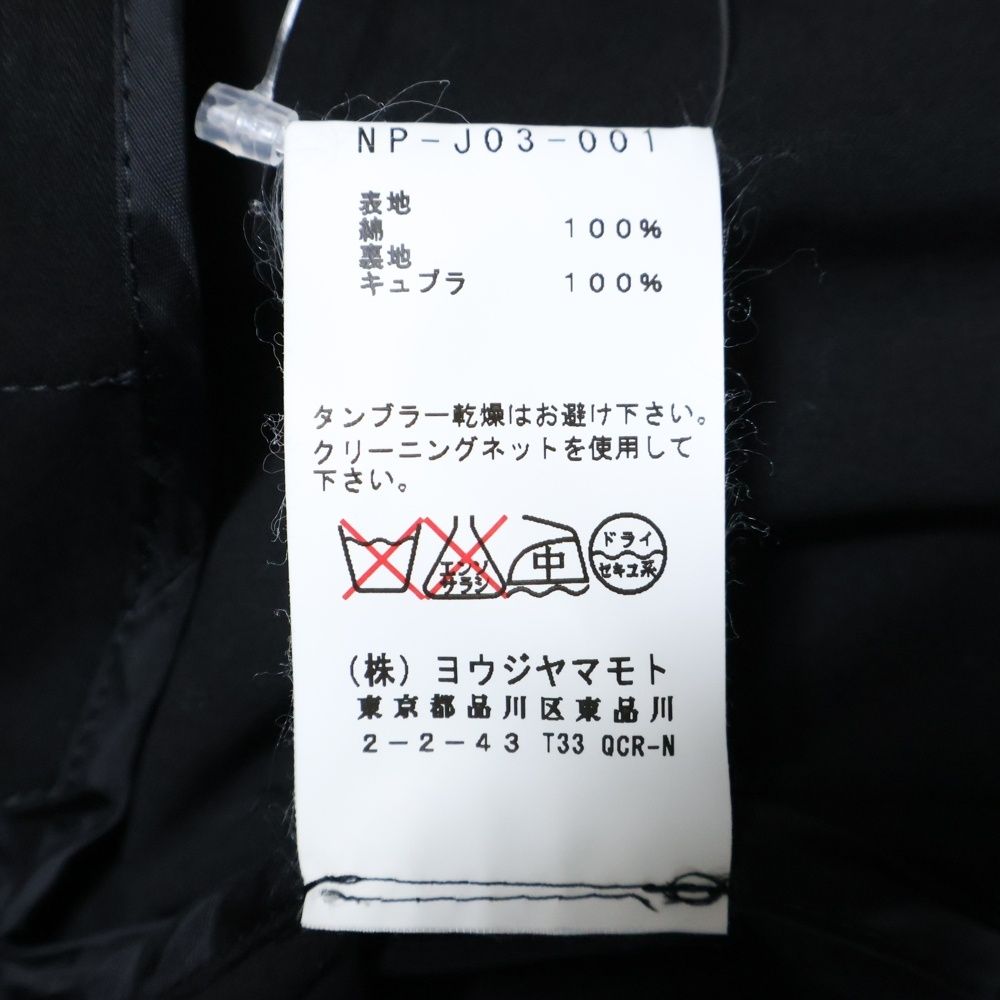 NP-J03-001
表地
綿 100%
裏地
キュプラ 100%
タンブラー乾燥はお避け下さい。
クリーニングネットを使用して
下さい。
エンソ
サラシ
中
ドライ
セキユ系
(株)ヨウジヤマモト
東京都品川区東品川
2-2-43 T33 QCR-N